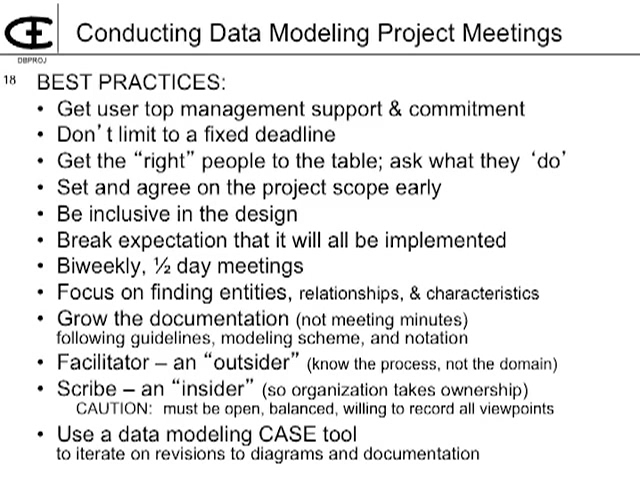 Conducting Data Modeling Project Meetings
DBPROJ
18 BEST PRACTICES:
• Get user top management support & commitment
• Don't limit to a fixed deadline
• Get the “right” people to the table; ask what they ‘do’
• Set and agree on the project scope early
• Be inclusive in the design
• Break expectation that it will all be implemented
• Biweekly, ½ day meetings
• Focus on finding entities, relationships, & characteristics
• Grow the documentation (not meeting minutes)
following guidelines, modeling scheme, and notation
• Facilitator – an “outsider” (know the process, not the domain)
• Scribe – an “insider” (so organization takes ownership)
CAUTION: must be open, balanced, willing to record all viewpoints
• Use a data modeling CASE tool
to iterate on revisions to diagrams and documentation